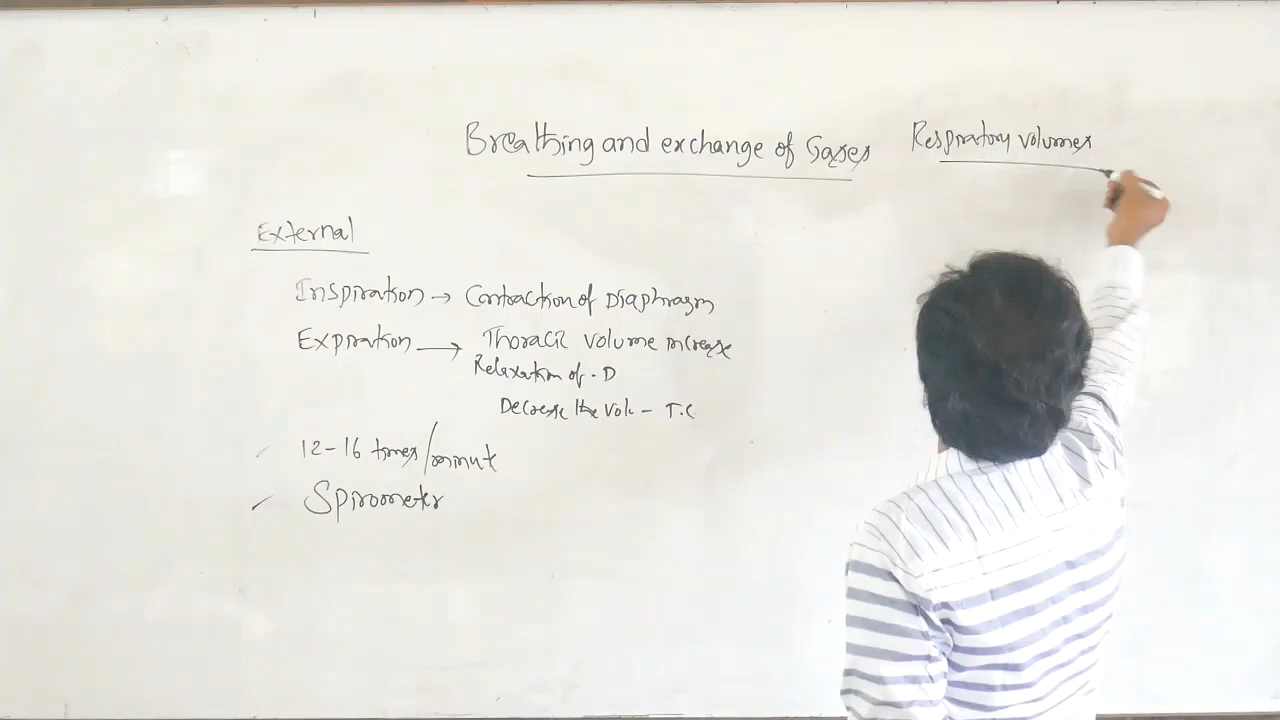 Breathing and exchange of Gases
Respiratory volumes
External
Inspiration → Contraction of Diaphragm
Expiration → Thoracic volume increase
Relaxation of . D
Decrease the vol - T.C
12-16 times/minut
Spirometer